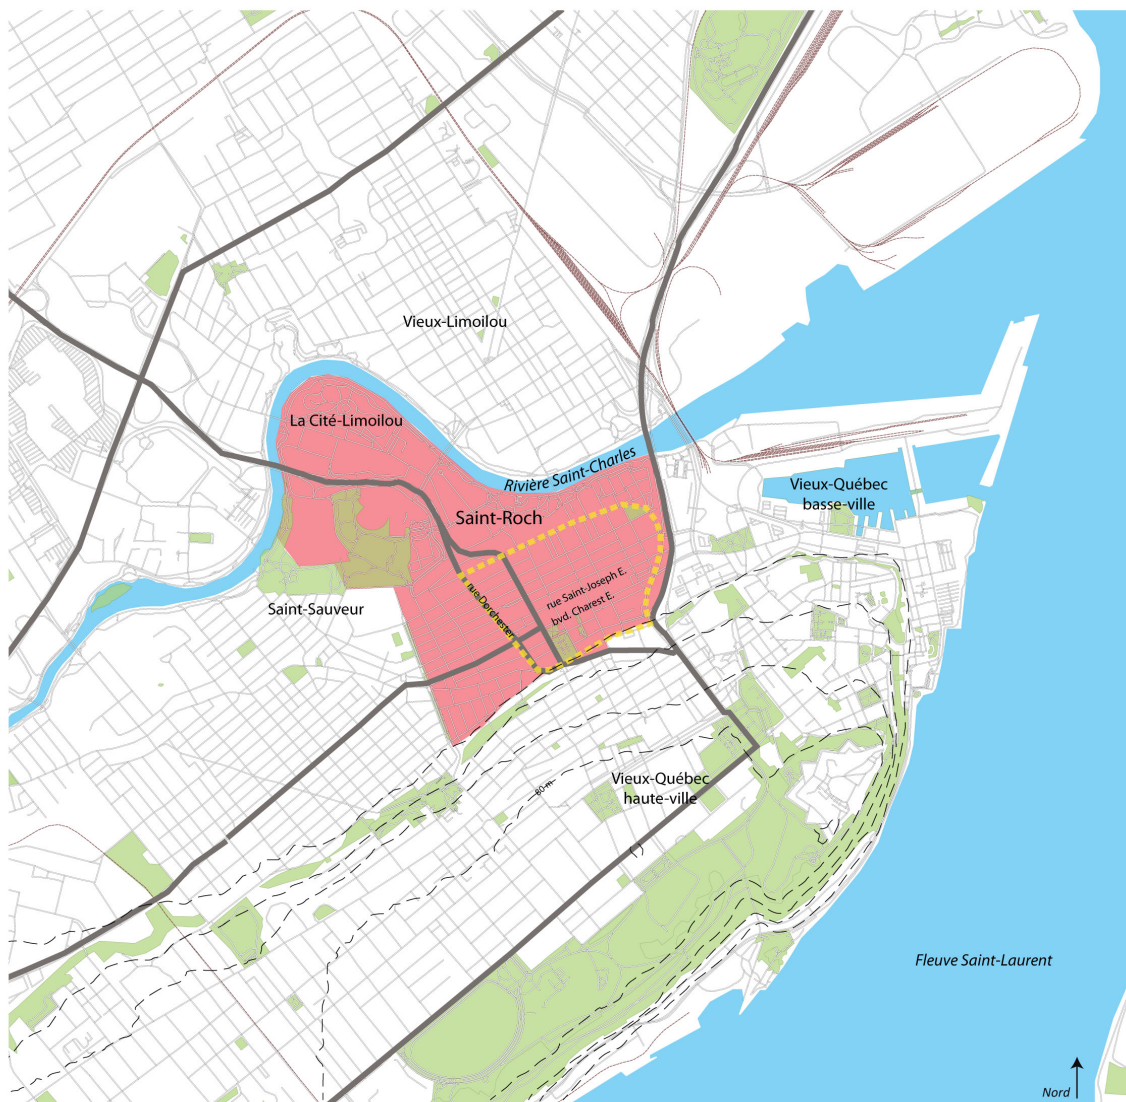 Vieux-Limoilou
La Cité-Limoilou
Rivière Saint-Charles
Vieux-Québec
basse-ville
Saint-Roch
rue Saint-Joseph E.
bvd. Charest E.
rue Dorchester
Saint-Sauveur
Vieux-Québec
haute-ville
80 m
Fleuve Saint-Laurent
Nord